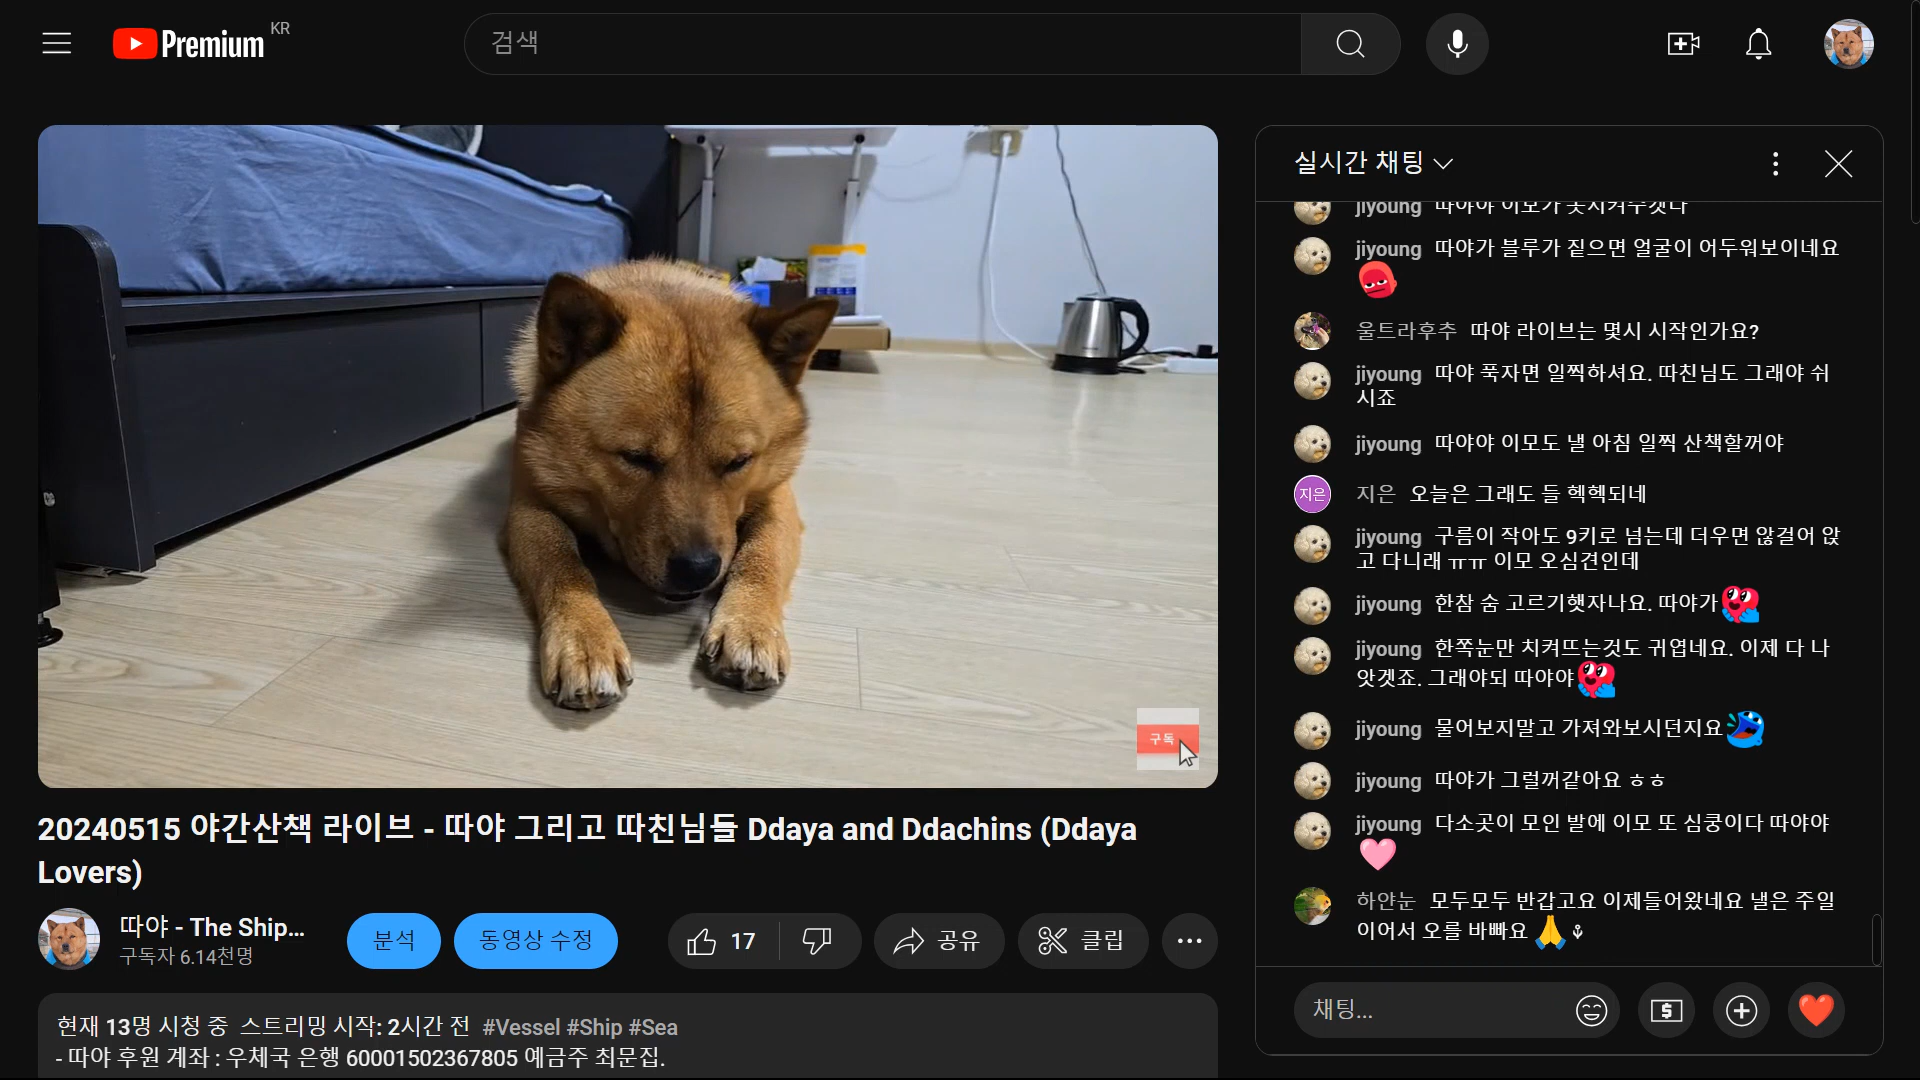 Premium KR
검색
실시간 채팅
jiyoung 따야야 이모가 못지켜주겟다
jiyoung 따야가 블루가 짙으면 얼굴이 어두워보이네요
울트라후추 따야 라이브는 몇시 시작인가요?
jiyoung 따야 푹자면 일찍하셔요. 따친님도 그래야 쉬
시죠
jiyoung 따야야 이모도 낼 아침 일찍 산책할꺼야
지은 지은 오늘은 그래도 들 헥헥되네
jiyoung 구름이 작아도 9키로 넘는데 더우면 않걸어 앉
고 다니래 ㅠㅠ 이모 오심견인데
jiyoung 한참 숨 고르기햇자나요. 따야가
jiyoung 한쪽눈만 치켜뜨는것도 귀엽네요. 이제 다 나
앗겟죠. 그래야되 따야야
jiyoung 물어보지말고 가져와보시던지요
jiyoung 따야가 그럴꺼같아요 ㅎㅎ
jiyoung 다소곳이 모인 발에 이모 또 심쿵이다 따야야
하얀눈 모두모두 반갑고요 이제들어왔네요 낼은 주일
이어서 오를 바빠요
채팅...
구독
20240515 야간산책 라이브 - 따야 그리고 따친님들 Ddaya and Ddachins (Ddaya
Lovers)
따야 - The Ship...
구독자 6.14천명
분석
동영상 수정
17
공유
클립
현재 13명 시청 중 스트리밍 시작: 2시간 전 #Vessel #Ship #Sea
- 따야 후원 계좌 : 우체국 은행 60001502367805 예금주 최문집.